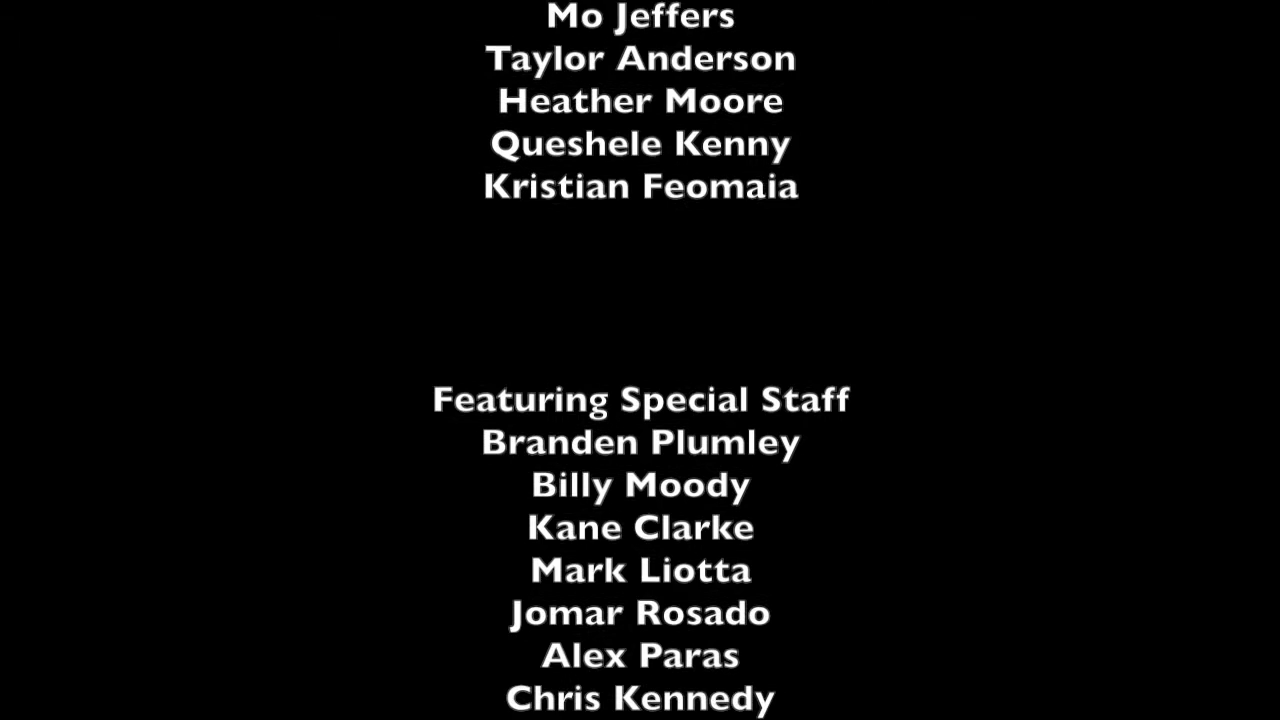 Mo Jeffers
Taylor Anderson
Heather Moore
Queshele Kenny
Kristian Feomaia
Featuring Special Staff
Branden Plumley
Billy Moody
Kane Clarke
Mark Liotta
Jomar Rosado
Alex Paras
Chris Kennedy